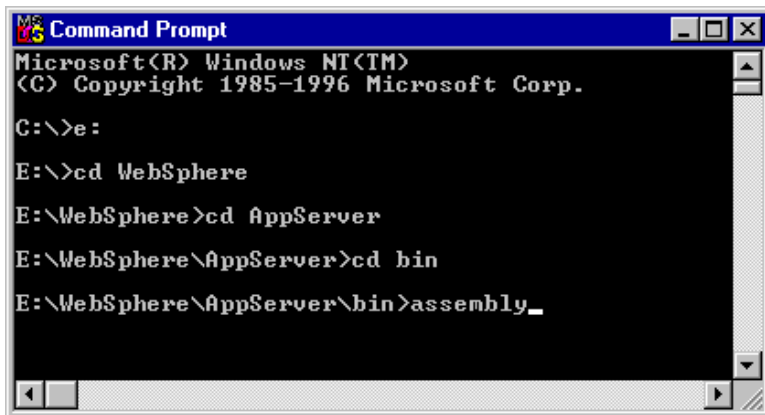 Command Prompt
Microsoft(R) Windows NT(TM)
(C) Copyright 1985-1996 Microsoft Corp.
C:\>e:
E:\>cd WebSphere
E:\WebSphere>cd AppServer
E:\WebSphere\AppServer>cd bin
E:\WebSphere\AppServer\bin>assembly_